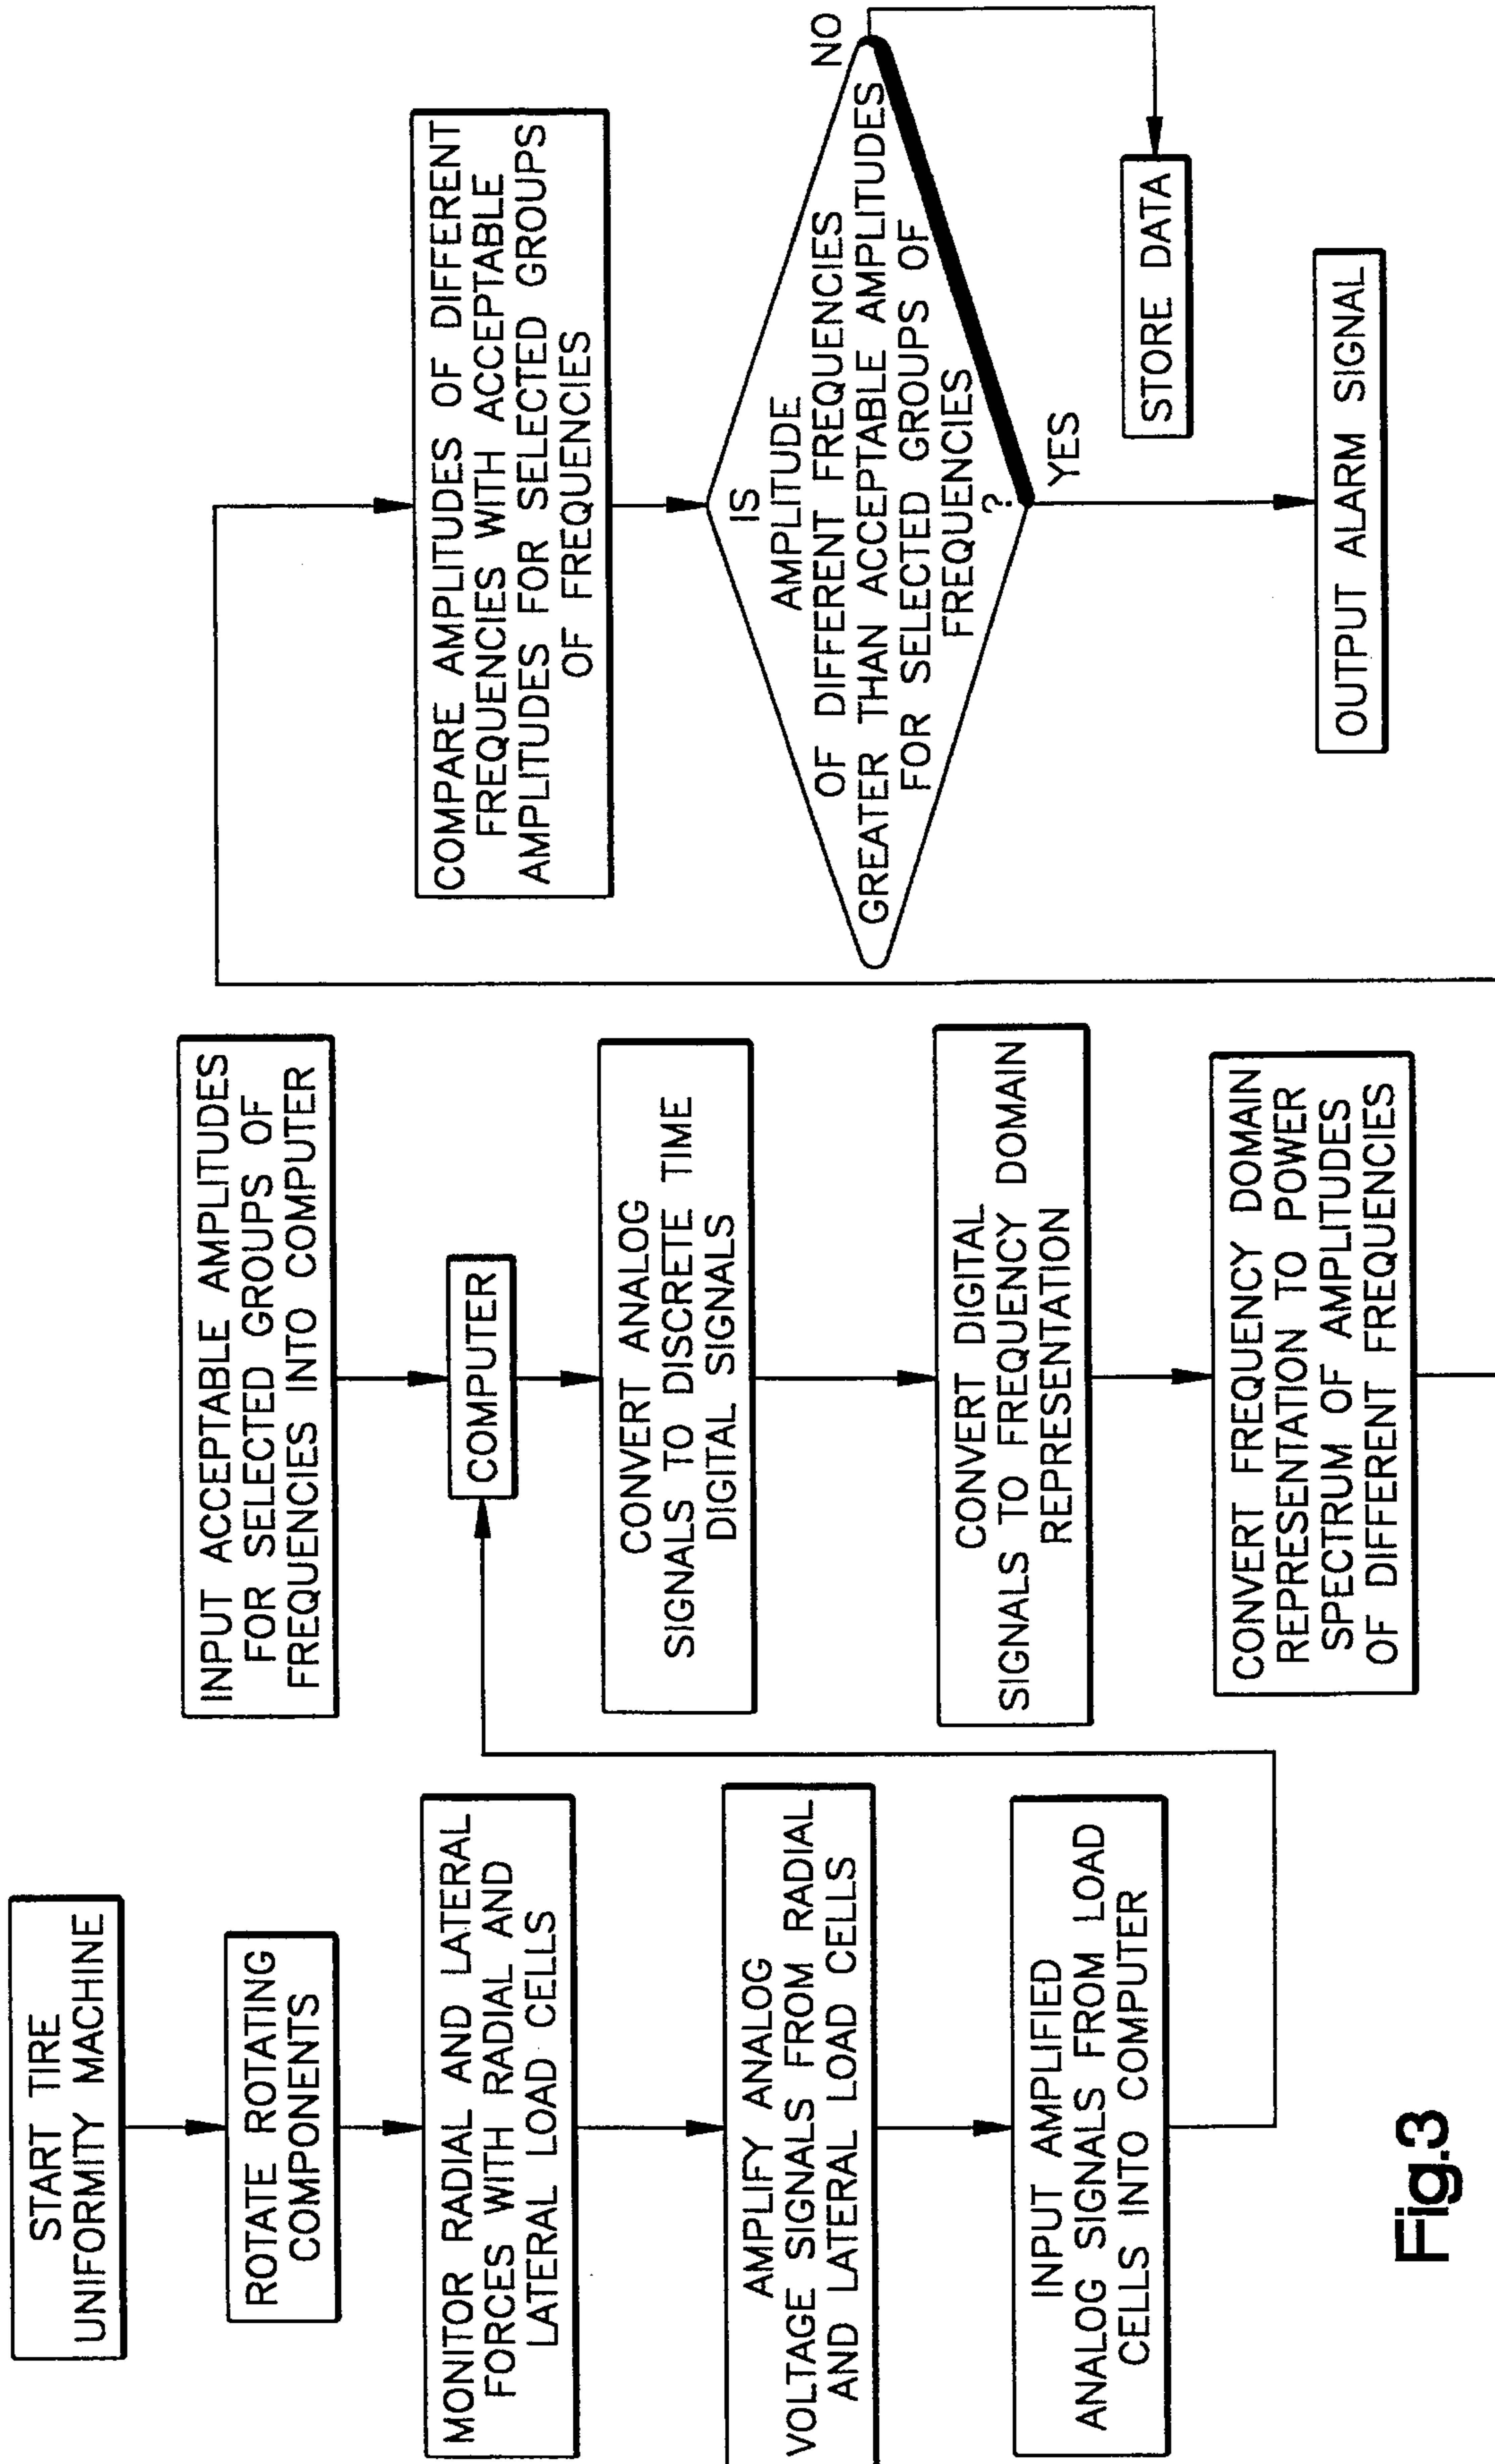 START TIRE
UNIFORMITY MACHINE
ROTATE ROTATING
COMPONENTS
MONITOR RADIAL AND LATERAL
FORCES WITH RADIAL AND
LATERAL LOAD CELLS
AMPLIFY ANALOG
VOLTAGE SIGNALS FROM RADIAL
AND LATERAL LOAD CELLS
INPUT AMPLIFIED
ANALOG SIGNALS FROM LOAD
CELLS INTO COMPUTER
INPUT ACCEPTABLE AMPLITUDES
FOR SELECTED GROUPS OF
FREQUENCIES INTO COMPUTER
COMPUTER
CONVERT ANALOG
SIGNALS TO DISCRETE TIME
DIGITAL SIGNALS
CONVERT DIGITAL
SIGNALS TO FREQUENCY DOMAIN
REPRESENTATION
CONVERT FREQUENCY DOMAIN
REPRESENTATION TO POWER
SPECTRUM OF AMPLITUDES
OF DIFFERENT FREQUENCIES
COMPARE AMPLITUDES OF DIFFERENT
FREQUENCIES WITH ACCEPTABLE
AMPLITUDES FOR SELECTED GROUPS
OF FREQUENCIES
IS
AMPLITUDE
OF DIFFERENT FREQUENCIES
GREATER THAN ACCEPTABLE AMPLITUDES
FOR SELECTED GROUPS OF
FREQUENCIES
?
NO
YES
STORE DATA
OUTPUT ALARM SIGNAL
Fig.3